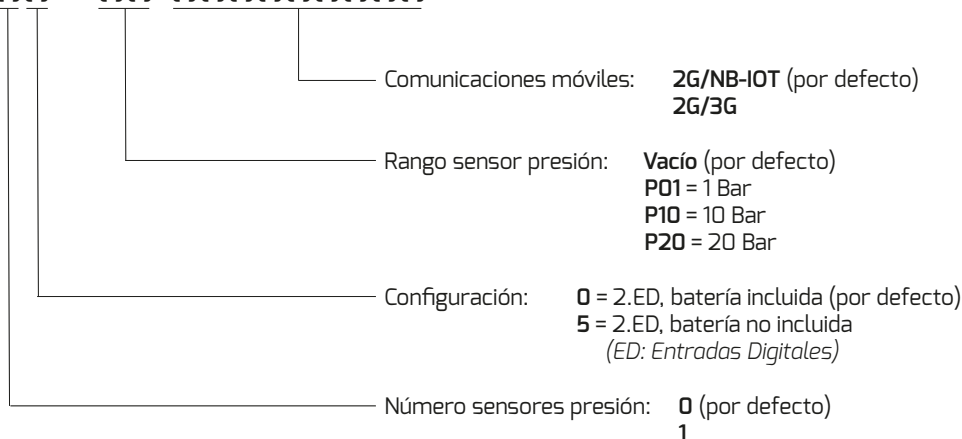 Comunicaciones móviles: 2G/NB-IOT (por defecto)
2G/3G
Rango sensor presión: Vacío (por defecto)
P01 = 1 Bar
P10 = 10 Bar
P20 = 20 Bar
Configuración: 0 = 2.ED, batería incluida (por defecto)
5 = 2.ED, batería no incluida
(ED: Entradas Digitales)
Número sensores presión: 0 (por defecto)
1